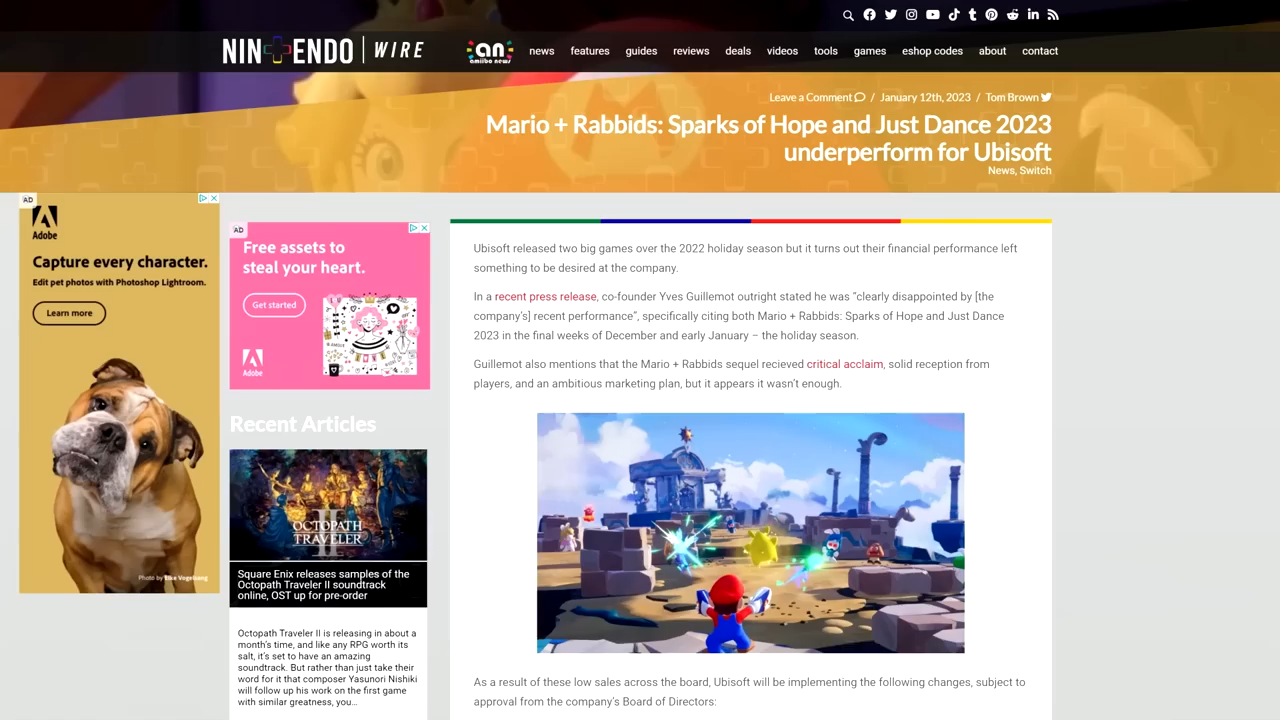 NINTENDO WIRE
an
amiibo news
news features guides reviews deals videos tools games eshop codes about contact
Leave a Comment / January 12th, 2023 / Tom Brown
Mario + Rabbids: Sparks of Hope and Just Dance 2023
underperform for Ubisoft
News, Switch
AD
Adobe
Capture every character.
Edit pet photos with Photoshop Lightroom.
Learn more
Photo by Elke Vogelsang
AD
Free assets to
steal your heart.
Get started
Adobe
Recent Articles
OCTOPATH
TRAVELER
II
Square Enix releases samples of the
Octopath Traveler II soundtrack
online, OST up for pre-order
Octopath Traveler II is releasing in about a
month's time, and like any RPG worth its
salt, it's set to have an amazing
soundtrack. But rather than just take their
word for it that composer Yasunori Nishiki
will follow up his work on the first game
with similar greatness, you...
Ubisoft released two big games over the 2022 holiday season but it turns out their financial performance left
something to be desired at the company.
In a recent press release, co-founder Yves Guillemot outright stated he was “clearly disappointed by [the
company's] recent performance”, specifically citing both Mario + Rabbids: Sparks of Hope and Just Dance
2023 in the final weeks of December and early January – the holiday season.
Guillemot also mentions that the Mario + Rabbids sequel recieved critical acclaim, solid reception from
players, and an ambitious marketing plan, but it appears it wasn't enough.
As a result of these low sales across the board, Ubisoft will be implementing the following changes, subject to
approval from the company's Board of Directors: